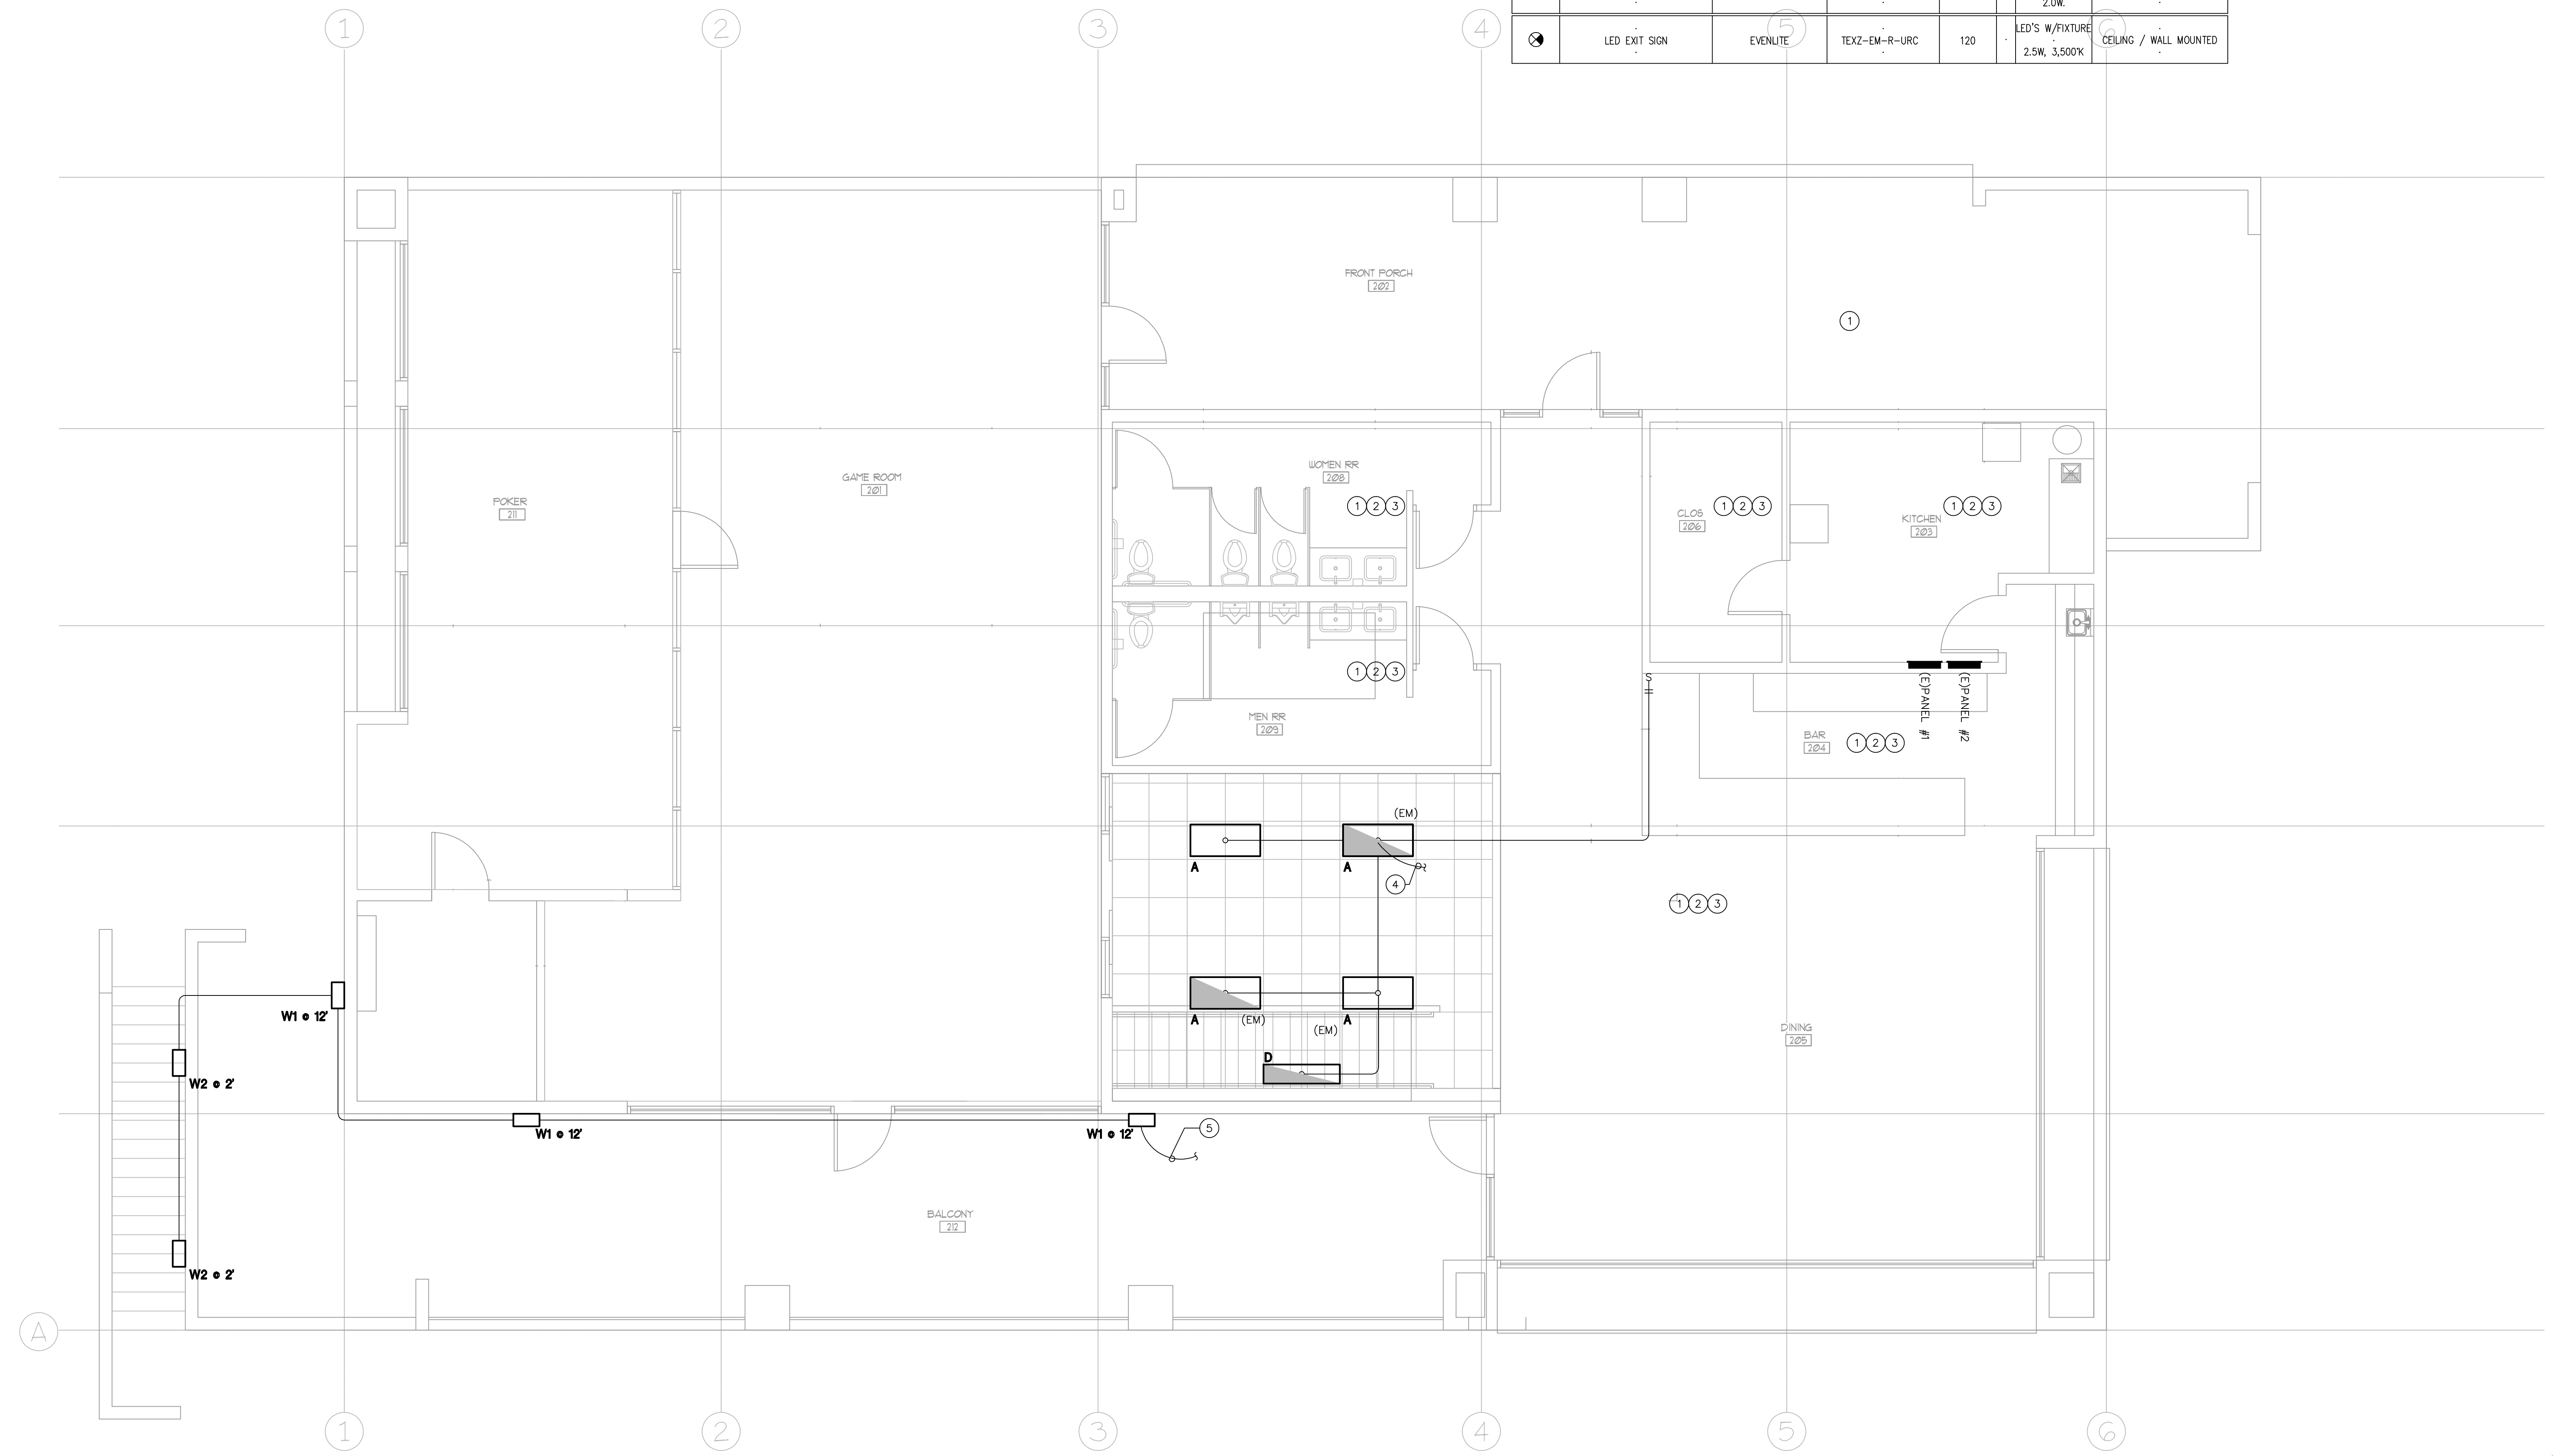 2.0W.
LED EXIT SIGN
EVENLITE
TEXZ-EM-R-URC
120
LED'S W/FIXTURE
2.5W, 3,500°K
CEILING / WALL MOUNTED
1
2
3
4
5
6
FRONT PORCH
202
1
POKER
211
GAME ROOM
201
WOMEN RR
208
1 2 3
CLOS
206
1 2 3
KITCHEN
203
1 2 3
1 2 3
MEN RR
209
S
(E)PANEL #1
(E)PANEL #2
BAR
204
1 2 3
(EM)
A
A
4
1 2 3
A
(EM)
A
(EM)
D
DINING
205
W1 @ 12'
W2 @ 2'
W1 @ 12'
W1 @ 12'
5
BALCONY
212
W2 @ 2'
A
1
2
3
4
5
6